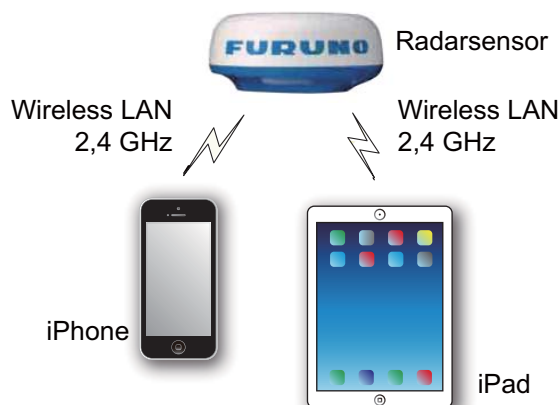 FURUNO
Radarsensor
Wireless LAN
2,4 GHz
Wireless LAN
2,4 GHz
iPhone
iPad